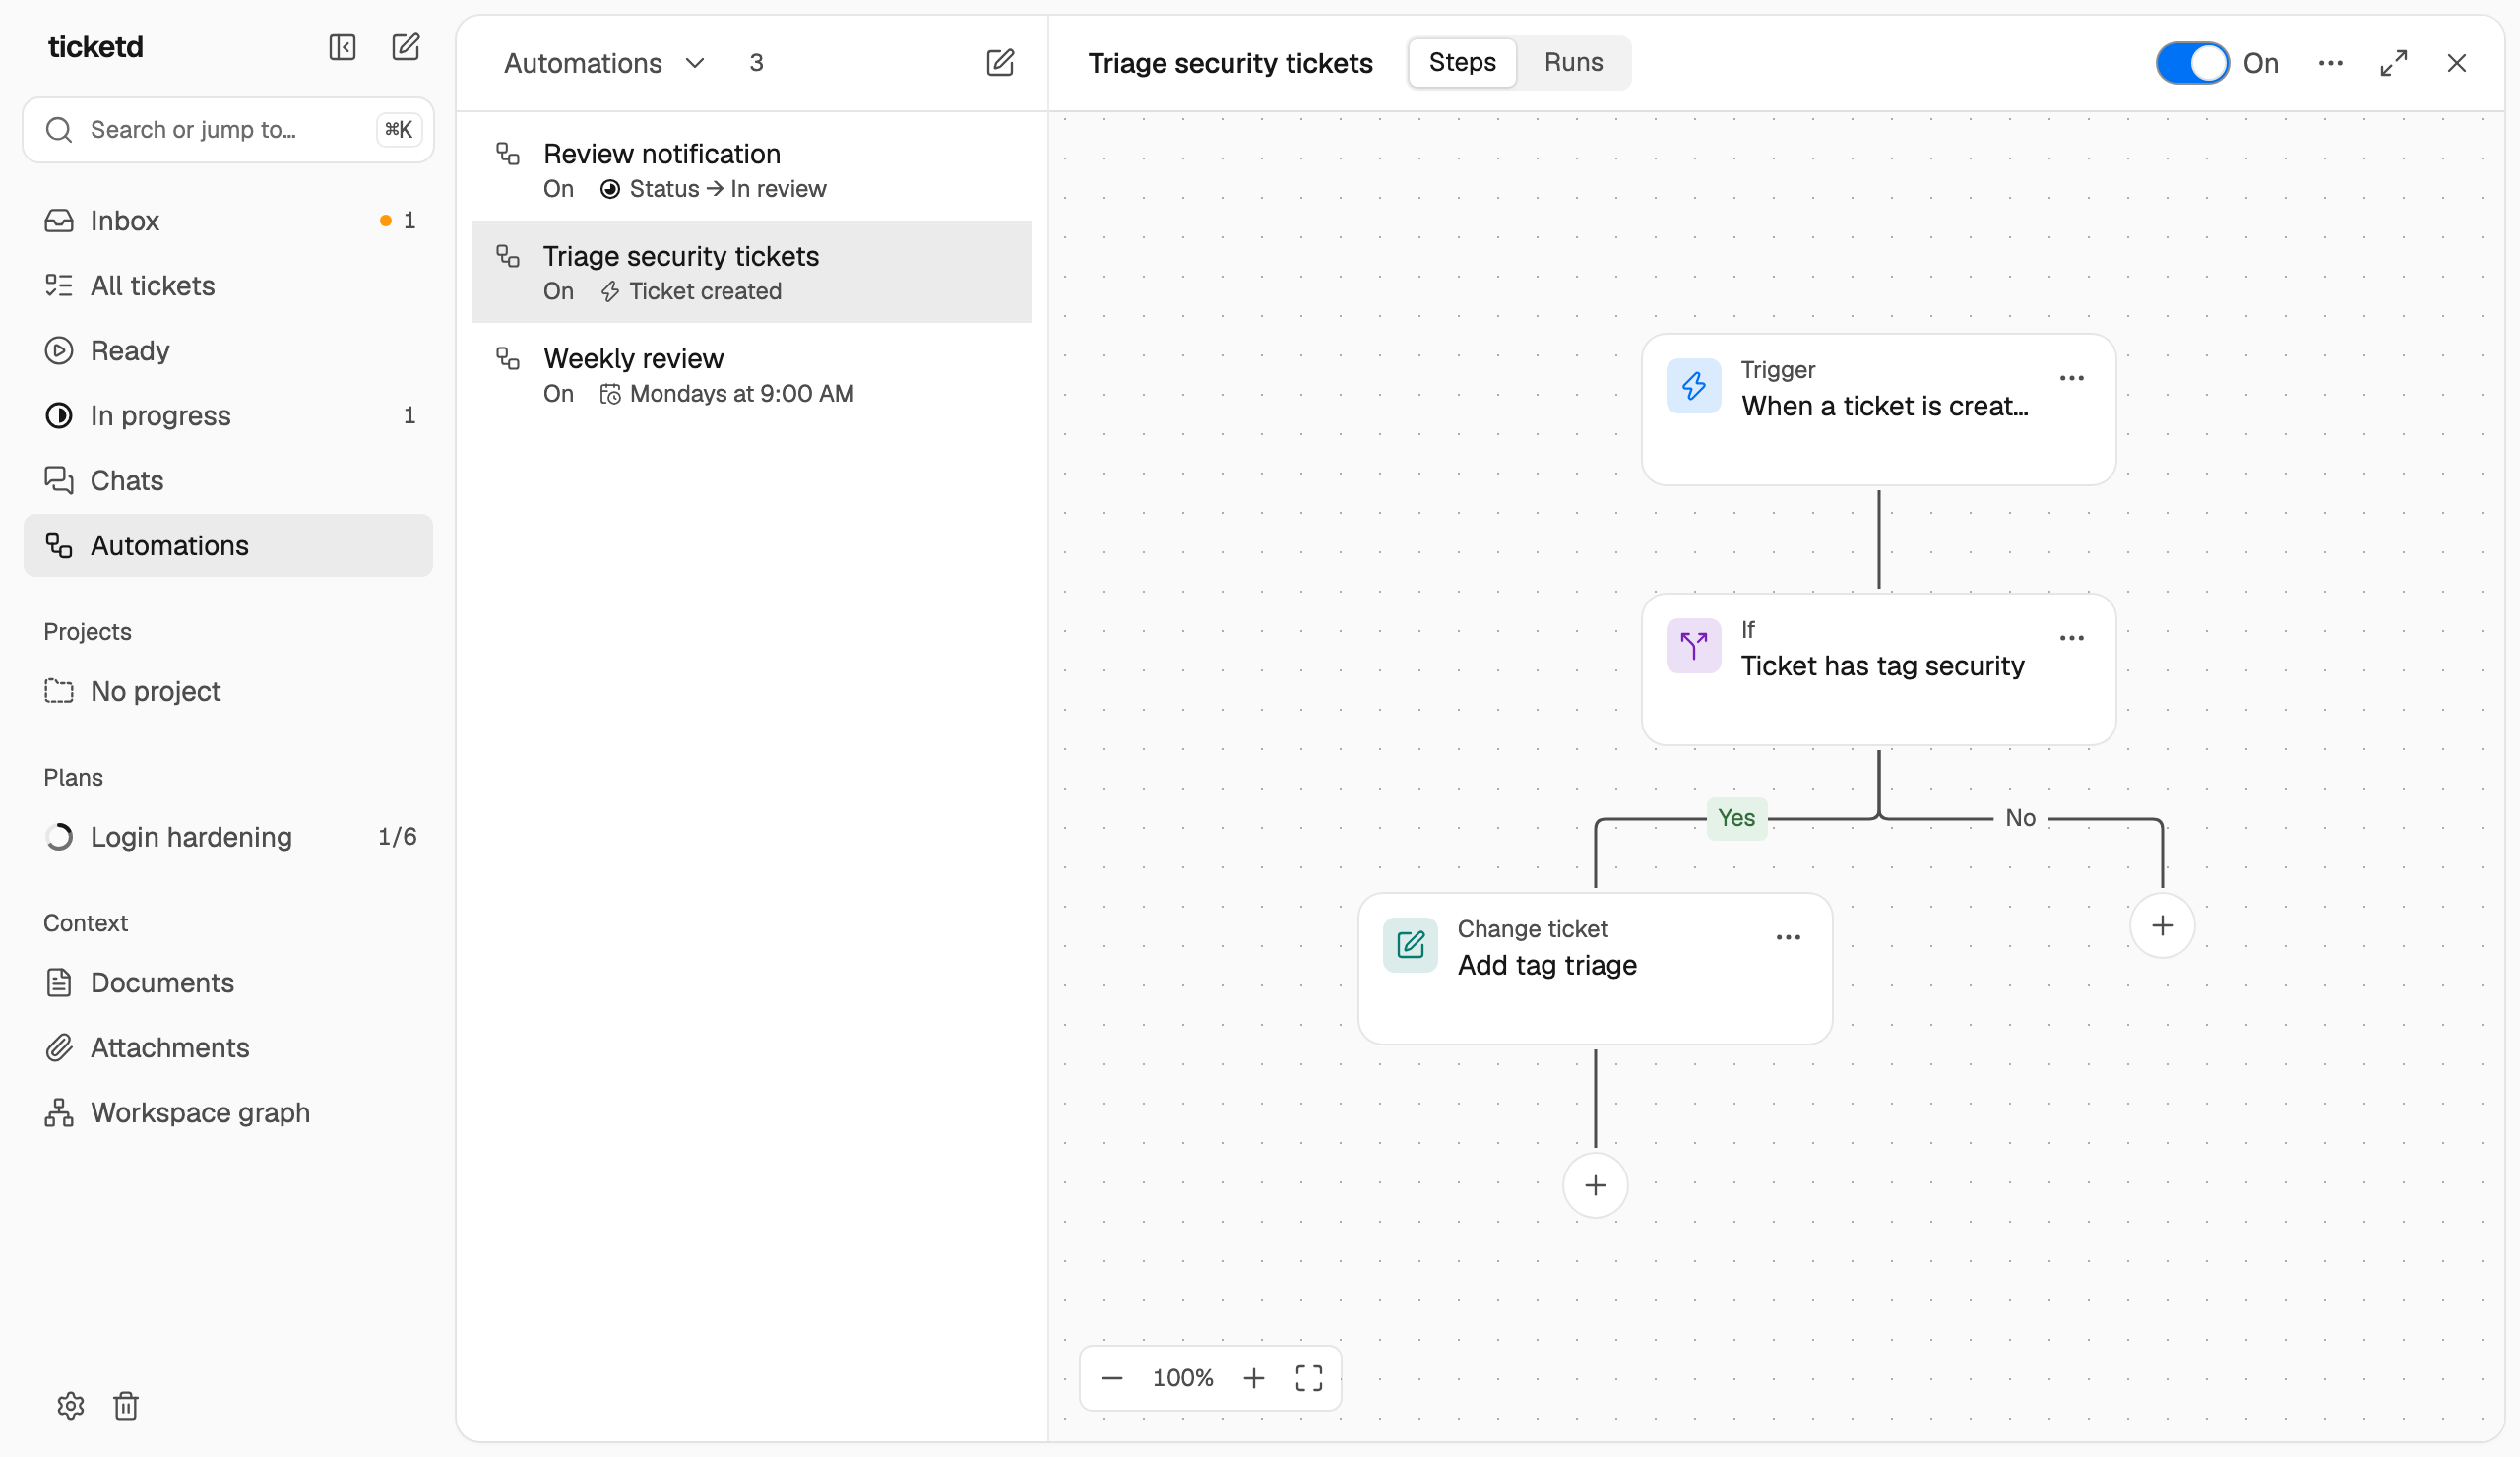 ticketd
Search or jump to...
⌘K
Inbox
1
All tickets
Ready
In progress
1
Chats
Automations
Projects
No project
Plans
Login hardening
1/6
Context
Documents
Attachments
Workspace graph
Automations
3
Review notification
On Status → In review
Triage security tickets
On Ticket created
Weekly review
On Mondays at 9:00 AM
Triage security tickets
Steps
Runs
On
Trigger
When a ticket is creat...
If
Ticket has tag security
Yes
No
Change ticket
Add tag triage
100%